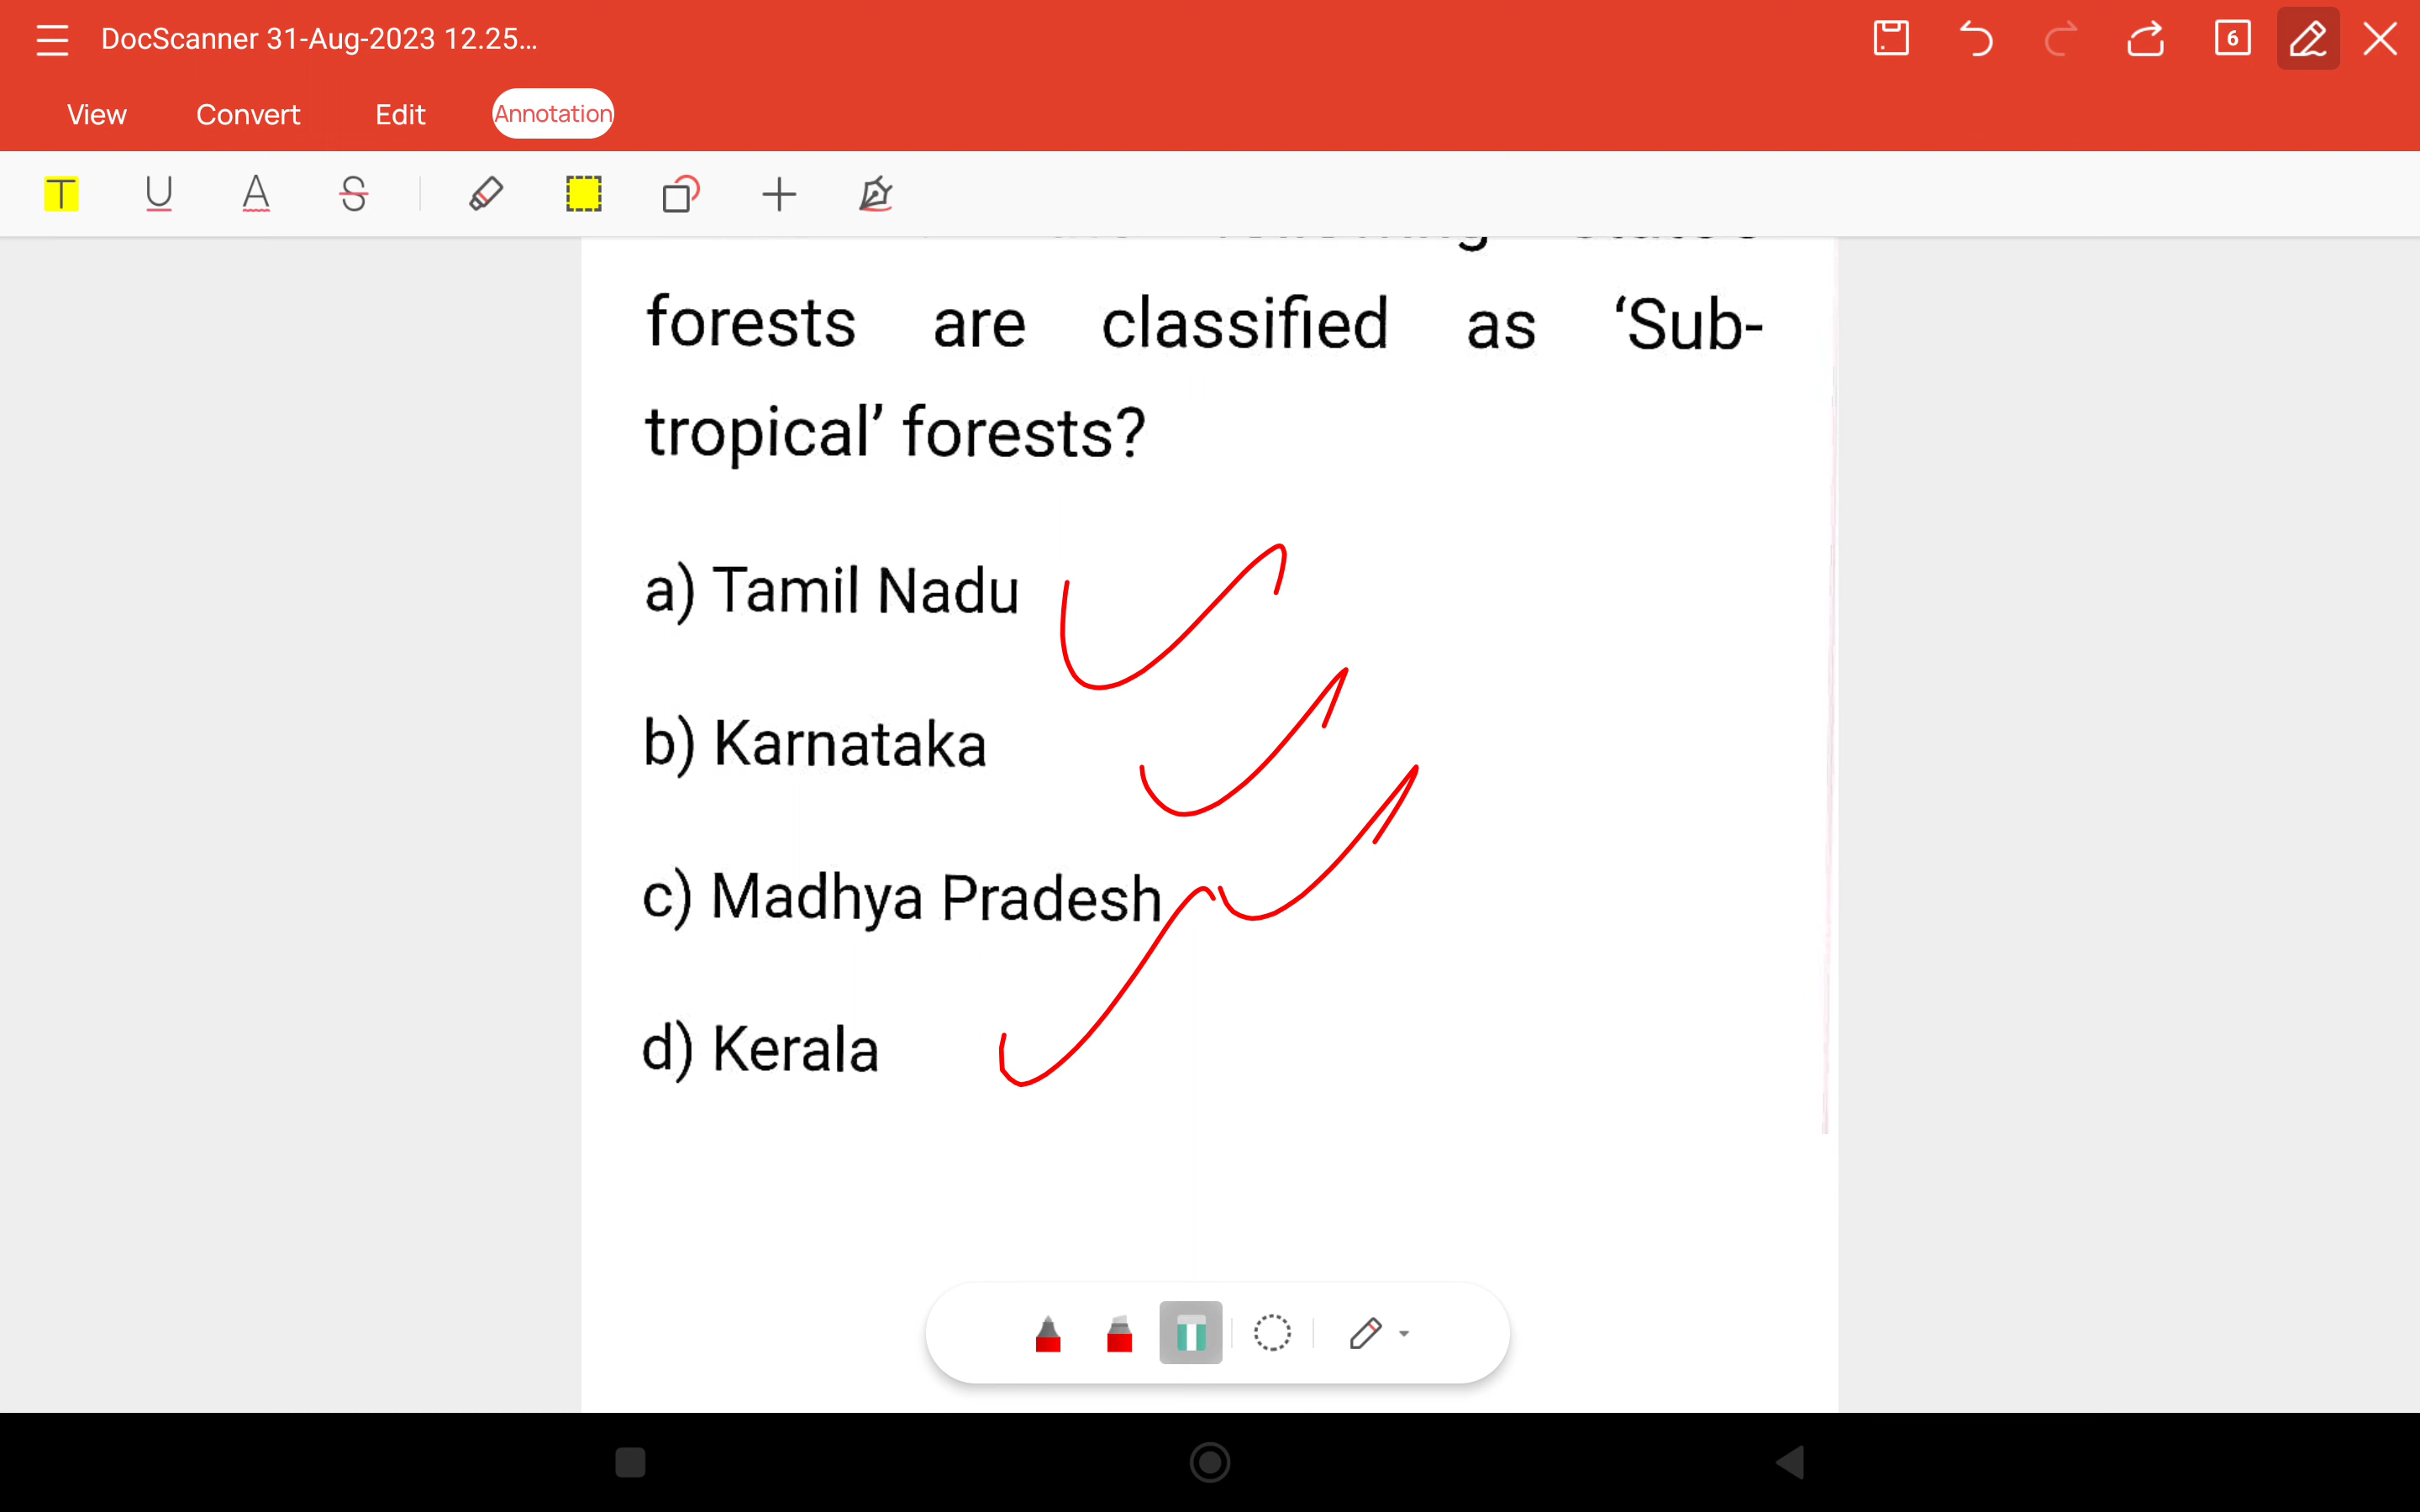 DocScanner 31-Aug-2023 12.25...
6
View Convert Edit Annotation
T U A S
forests are classified as ‘Sub-
tropical’ forests?
a) Tamil Nadu
b) Karnataka
c) Madhya Pradesh
d) Kerala